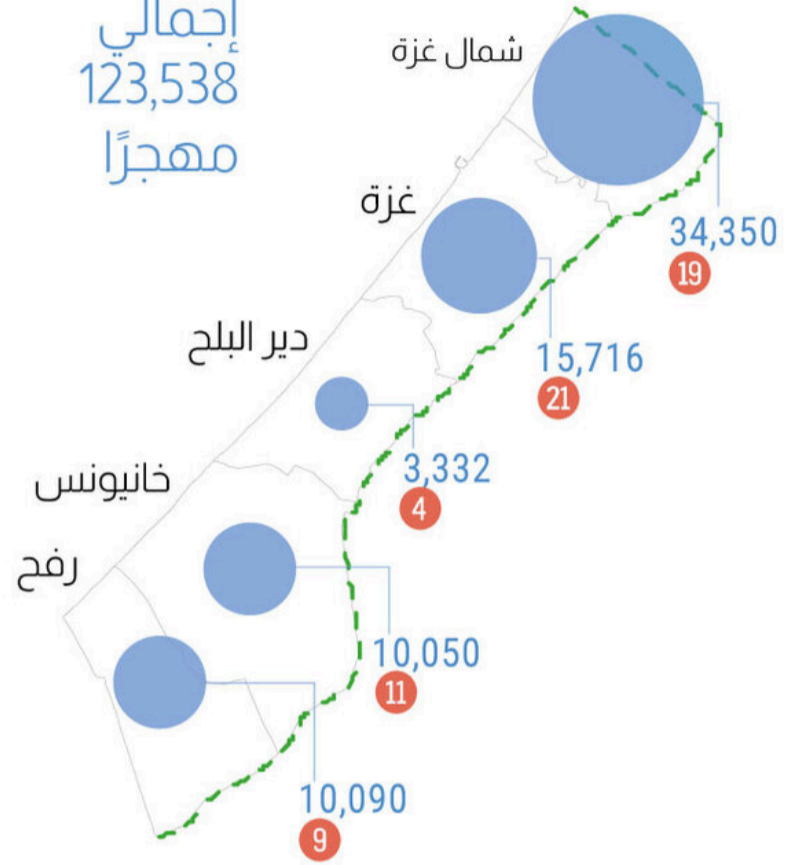 إجمالي
123,538
مهجرًا
شمال غزة
34,350
19
غزة
15,716
21
دير البلح
3,332
4
خانيونس
10,050
11
رفح
10,090
9